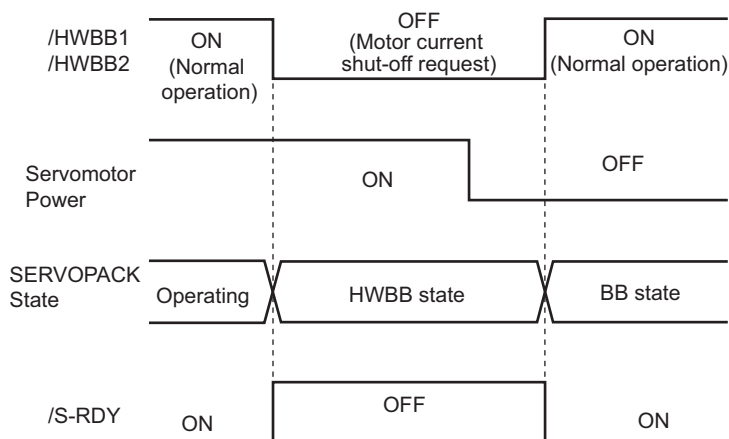 /HWBB1
/HWBB2
ON
(Normal
operation)
OFF
(Motor current
shut-off request)
ON
(Normal operation)
Servomotor
Power
ON
OFF
SERVOPACK
State
Operating
HWBB state
BB state
/S-RDY
ON
OFF
ON